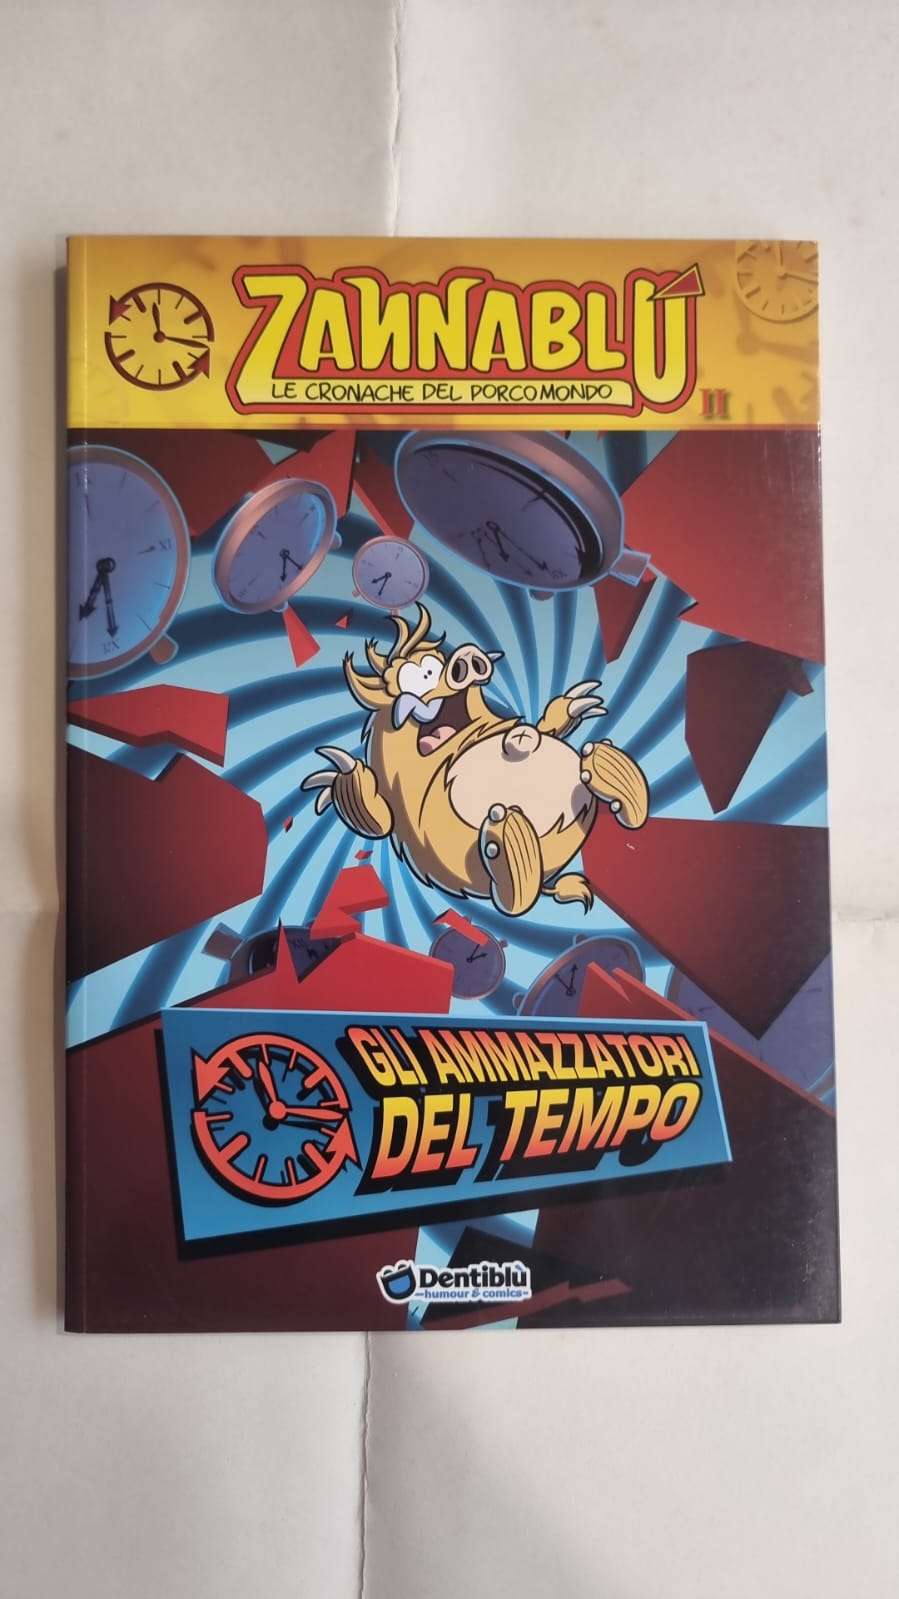 ZANNABLÙ
LE CRONACHE DEL PORCOMONDO
II
GLI AMMAZZATORI
DEL TEMPO
Dentiblù
humour & comics